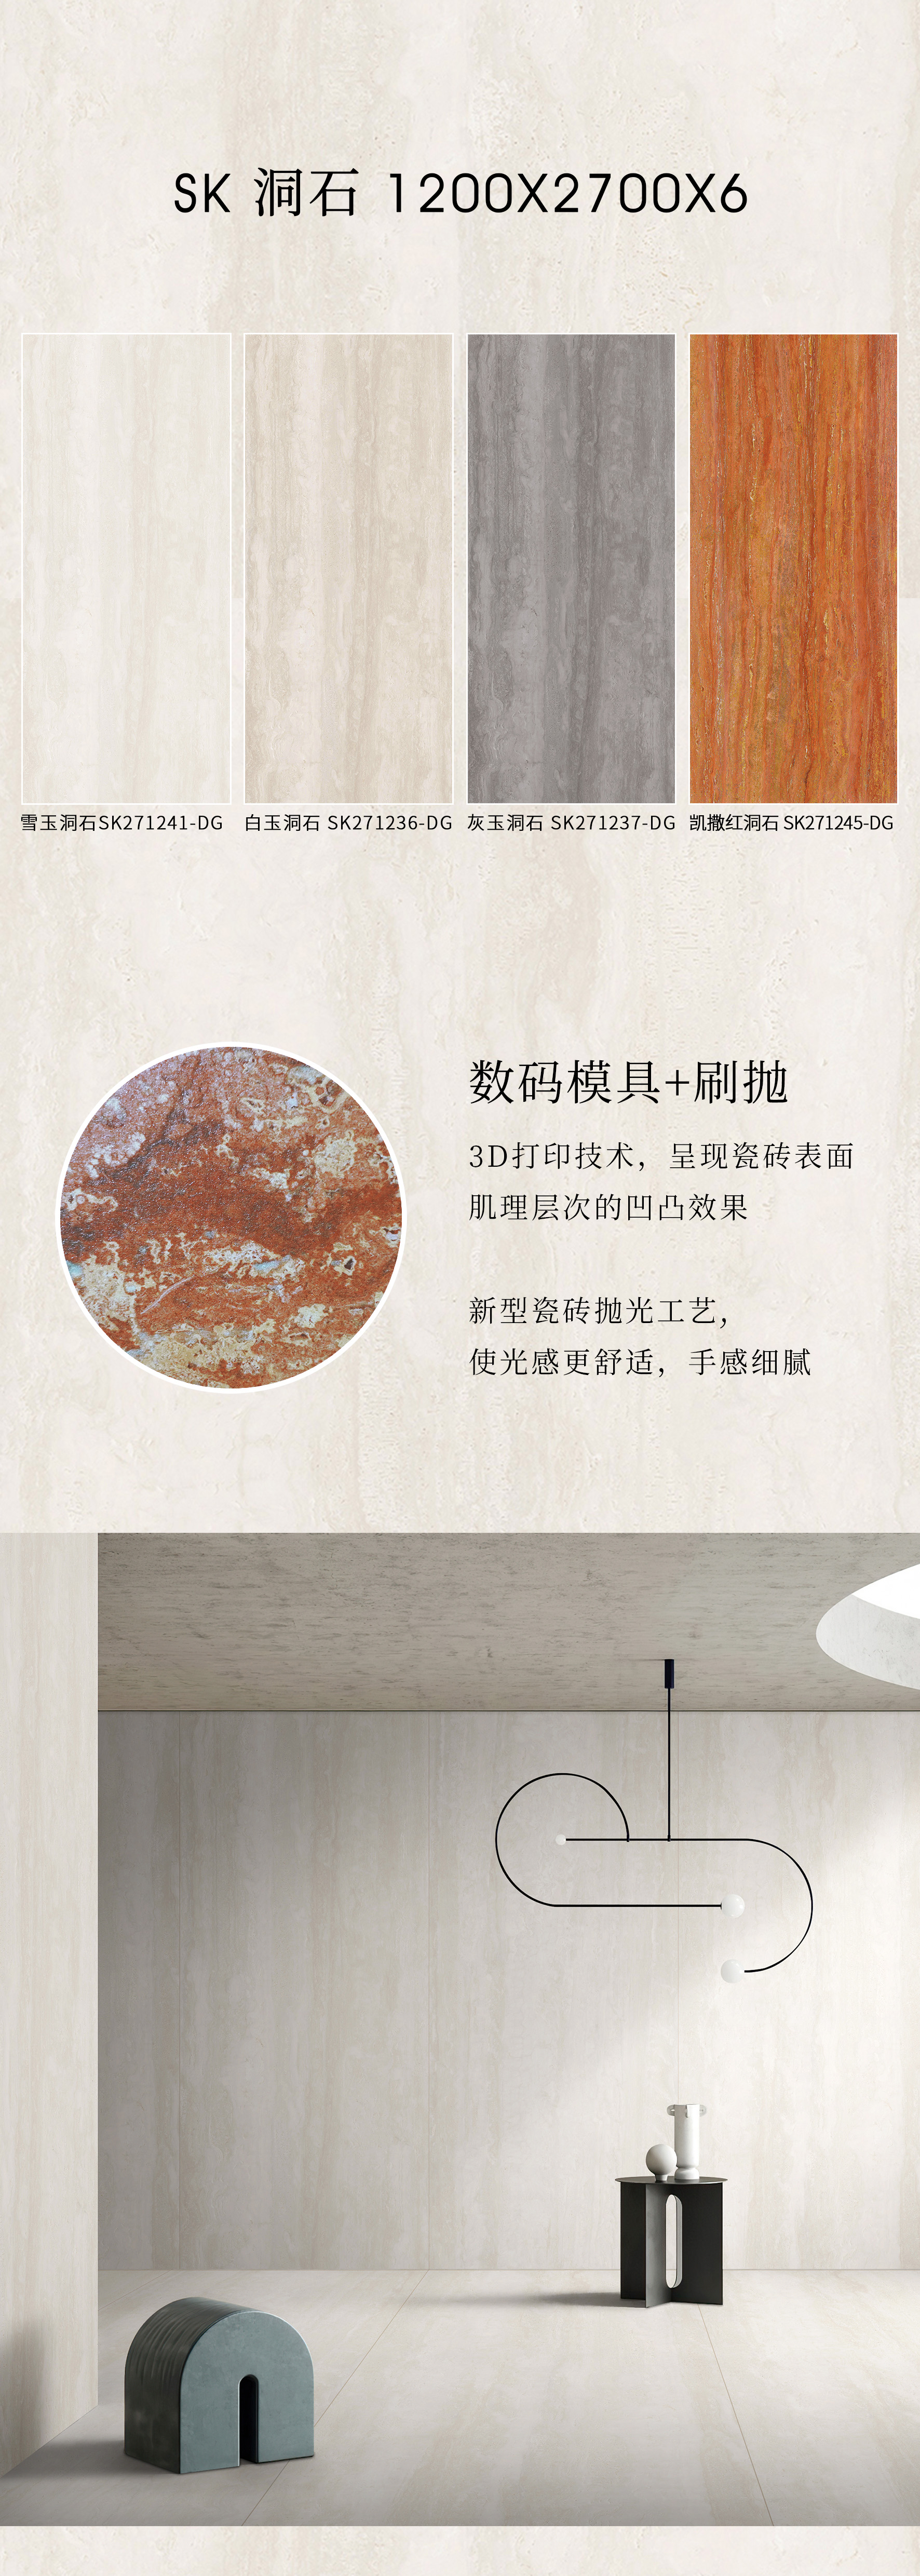 SK 洞石 1200X2700X6
雪玉洞石SK271241-DG
白玉洞石 SK271236-DG
灰玉洞石 SK271237-DG
凯撒红洞石 SK271245-DG
数码模具+刷抛
3D打印技术，呈现瓷砖表面
肌理层次的凹凸效果
新型瓷砖抛光工艺，
使光感更舒适，手感细腻